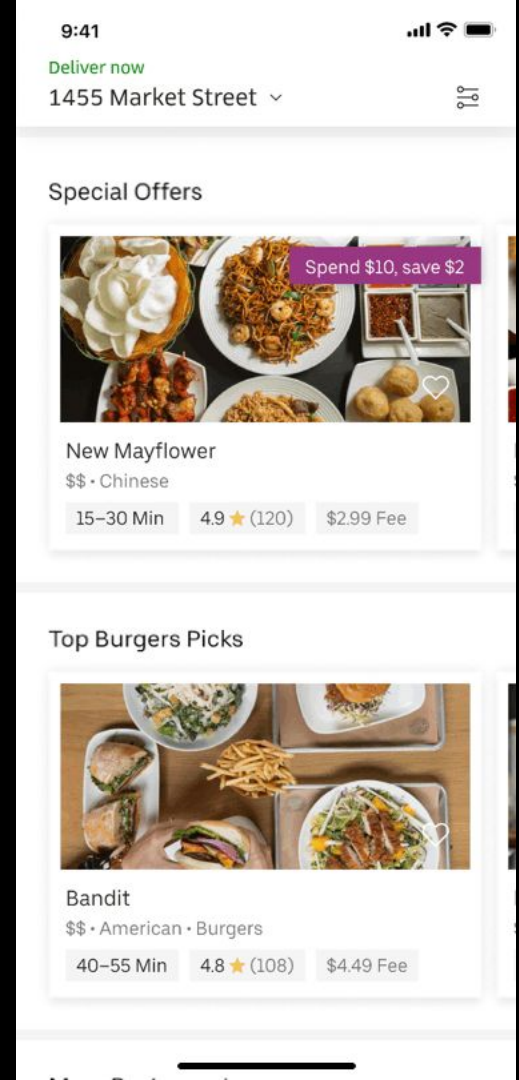 9:41
Deliver now
1455 Market Street
Special Offers
Spend $10, save $2
New Mayflower
$$ • Chinese
15–30 Min 4.9 ★ (120) $2.99 Fee
Top Burgers Picks
Bandit
$$ • American • Burgers
40–55 Min 4.8 ★ (108) $4.49 Fee